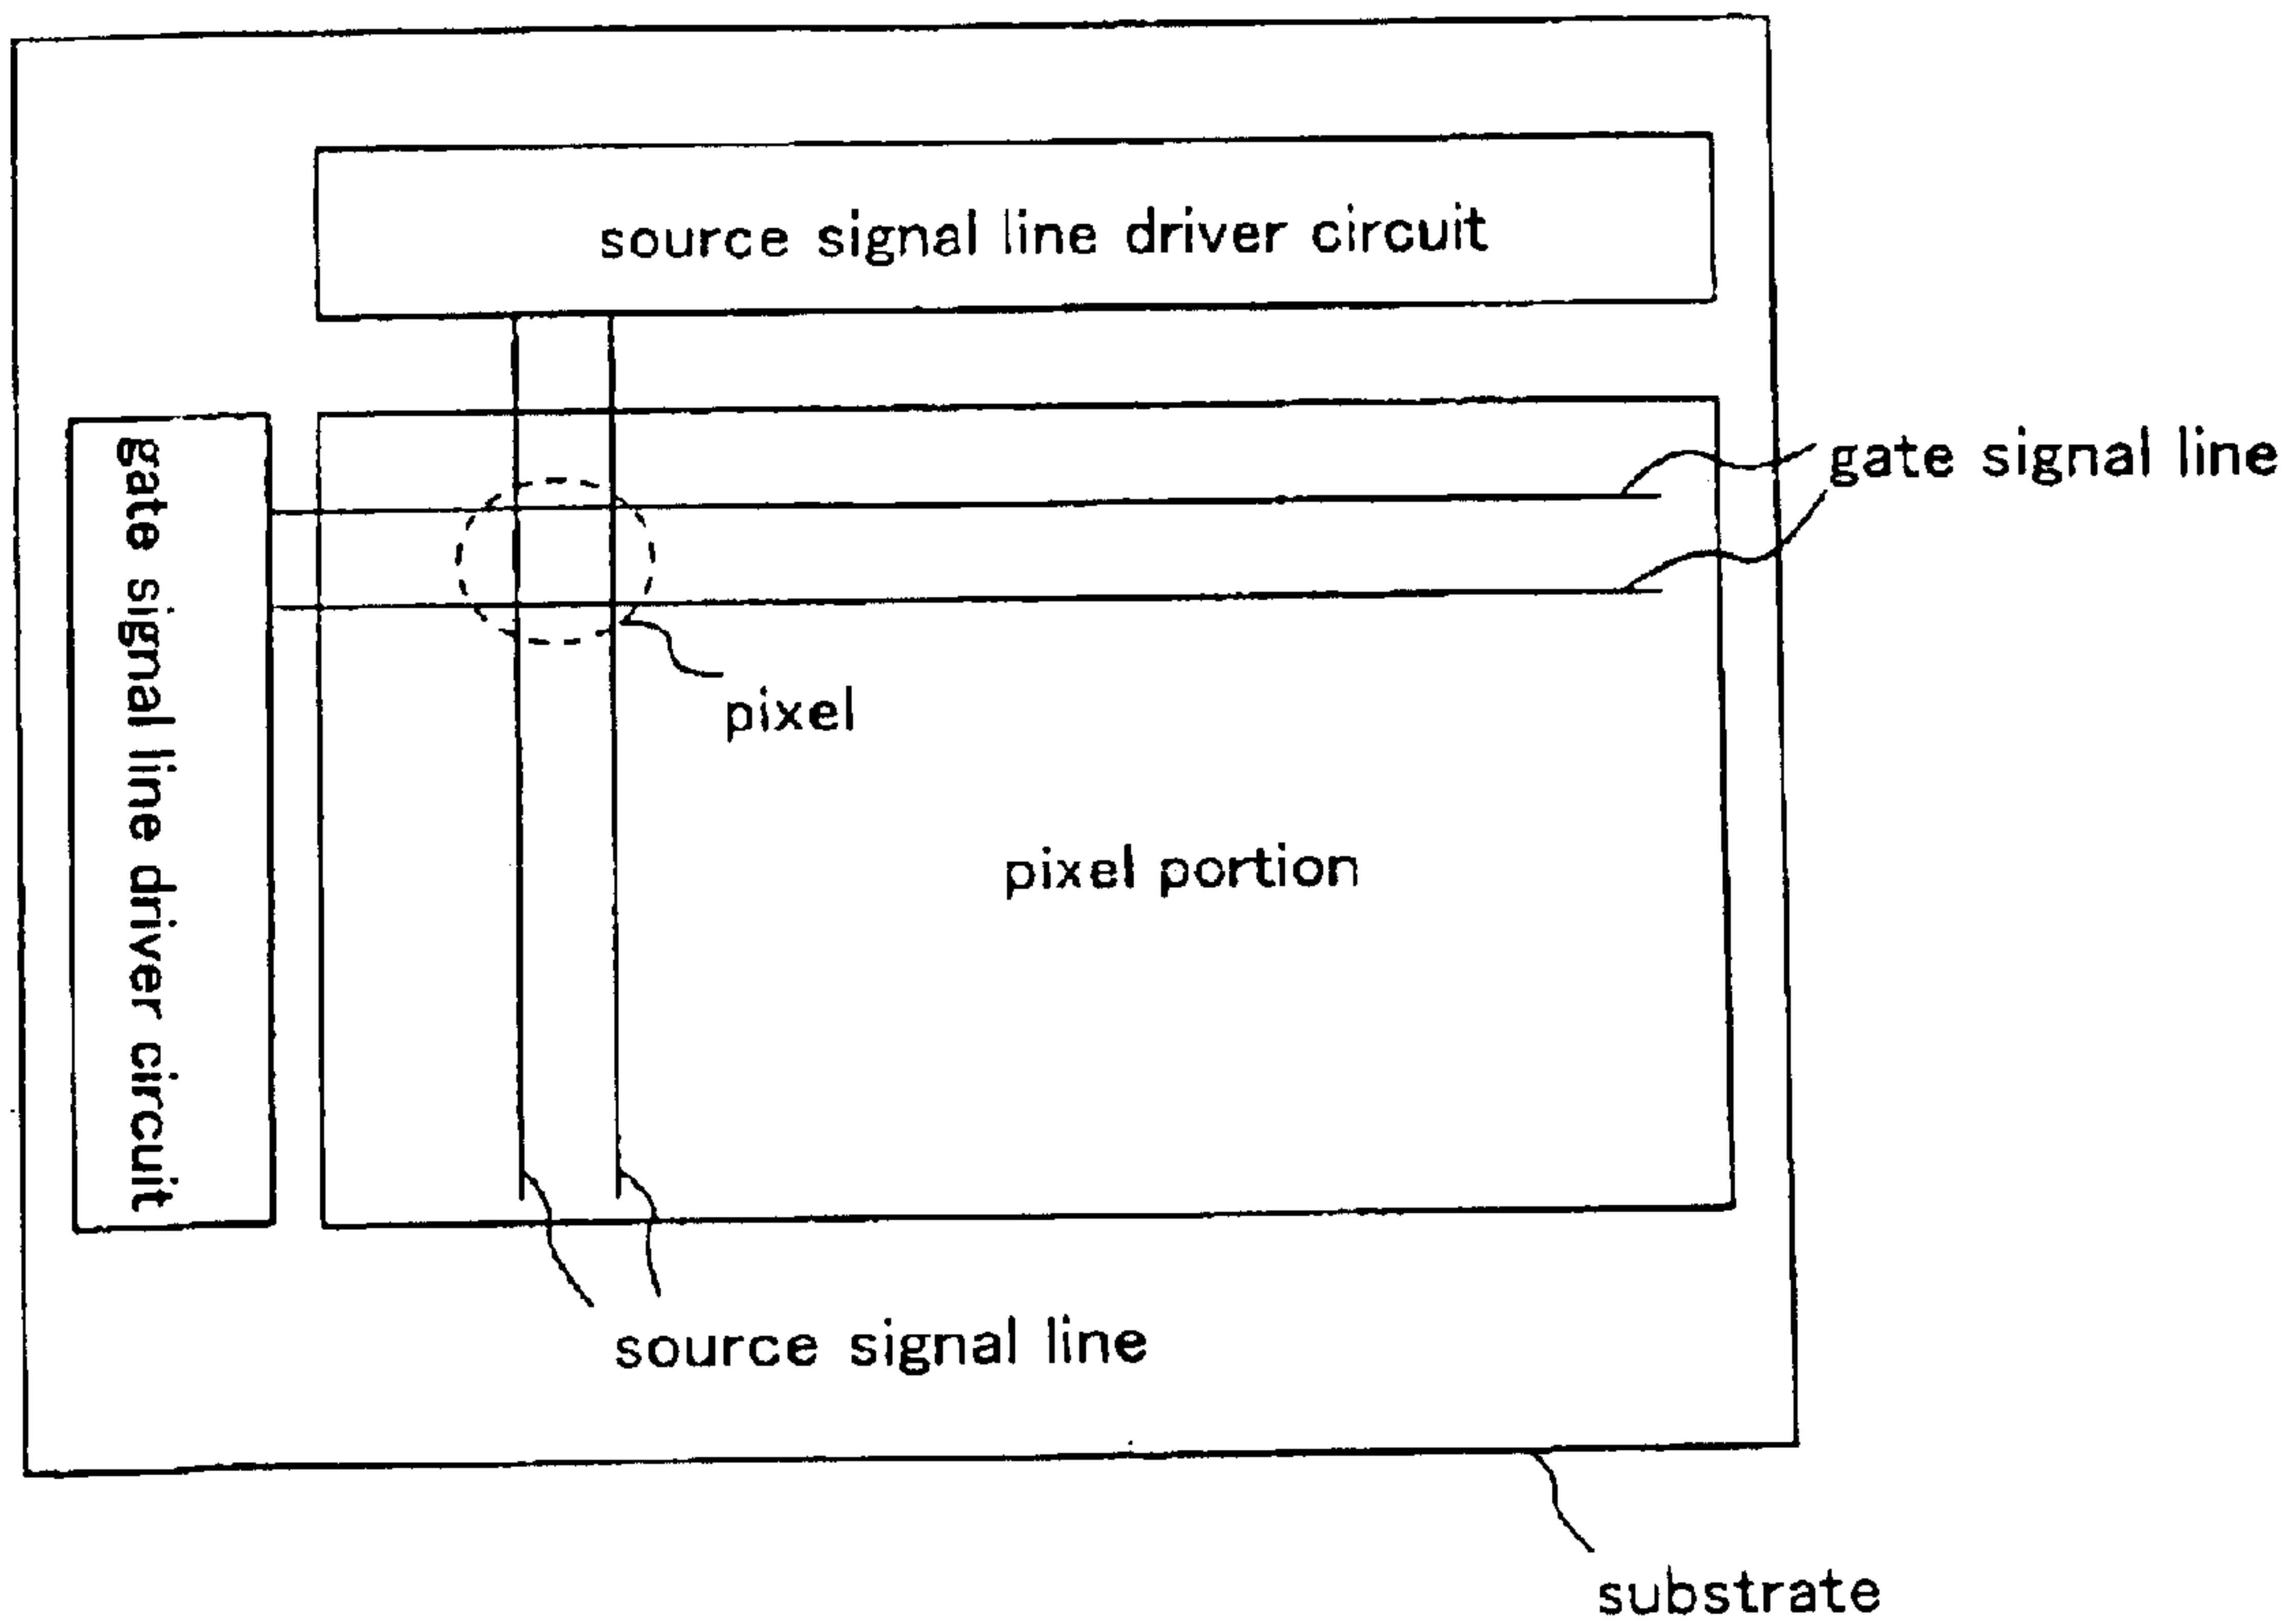 source signal line driver circuit
gate signal line
gate signal line driver circuit
pixel
pixel portion
source signal line
substrate